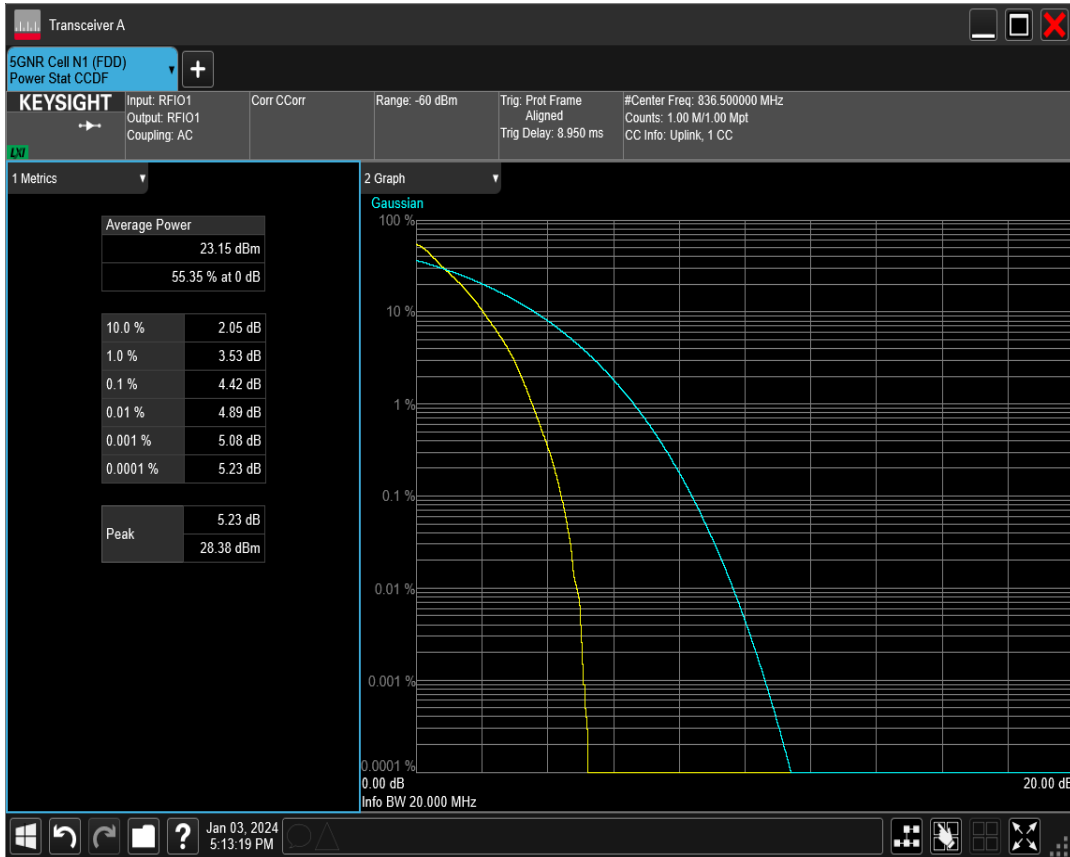 Transceiver A
5GNR Cell N1 (FDD)
Power Stat CCDF
+
KEYSIGHT
LXI
Input: RFIO1
Output: RFIO1
Coupling: AC
Corr CCorr
Range: -60 dBm
Trig: Prot Frame
Aligned
Trig Delay: 8.950 ms
#Center Freq: 836.500000 MHz
Counts: 1.00 M/1.00 Mpt
CC Info: Uplink, 1 CC
1 Metrics
Average Power
23.15 dBm
55.35 % at 0 dB
10.0 % 2.05 dB
1.0 % 3.53 dB
0.1 % 4.42 dB
0.01 % 4.89 dB
0.001 % 5.08 dB
0.0001 % 5.23 dB
Peak
5.23 dB
28.38 dBm
2 Graph
Gaussian
100 %
10 %
1 %
0.1 %
0.01 %
0.001 %
0.0001 %
0.00 dB 20.00 dB
Info BW 20.000 MHz
?
Jan 03, 2024
5:13:19 PM